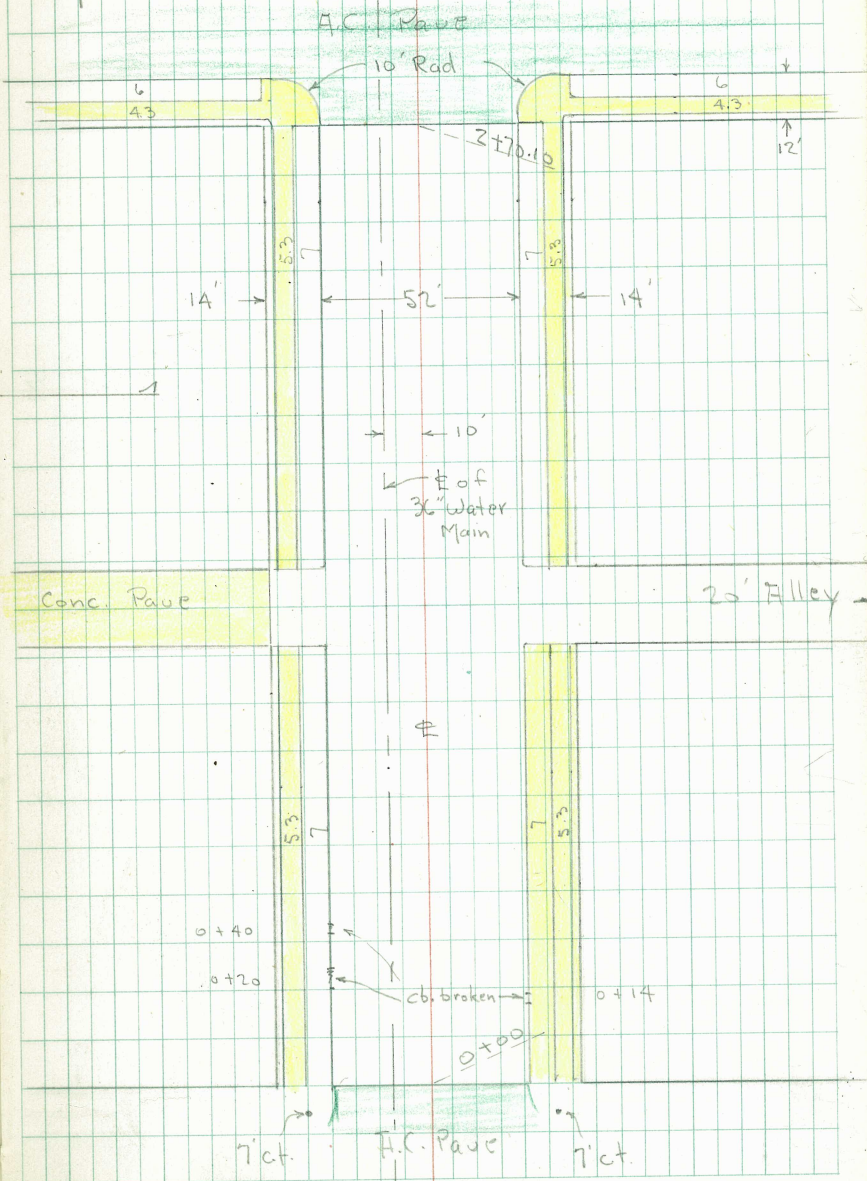 A.C. Pave
10' Rad
6
4.3
6
4.3
12'
2+70.10
5.3
7
7
5.3
14'
52'
14'
1
10'
℄ of
36" Water
Main
Conc. Pave
20' Alley
℄
5.3
7
7
5.3
0+40
0+20
cb. broken
0+14
0+00
7' ct.
A.C. Pave
7' ct.